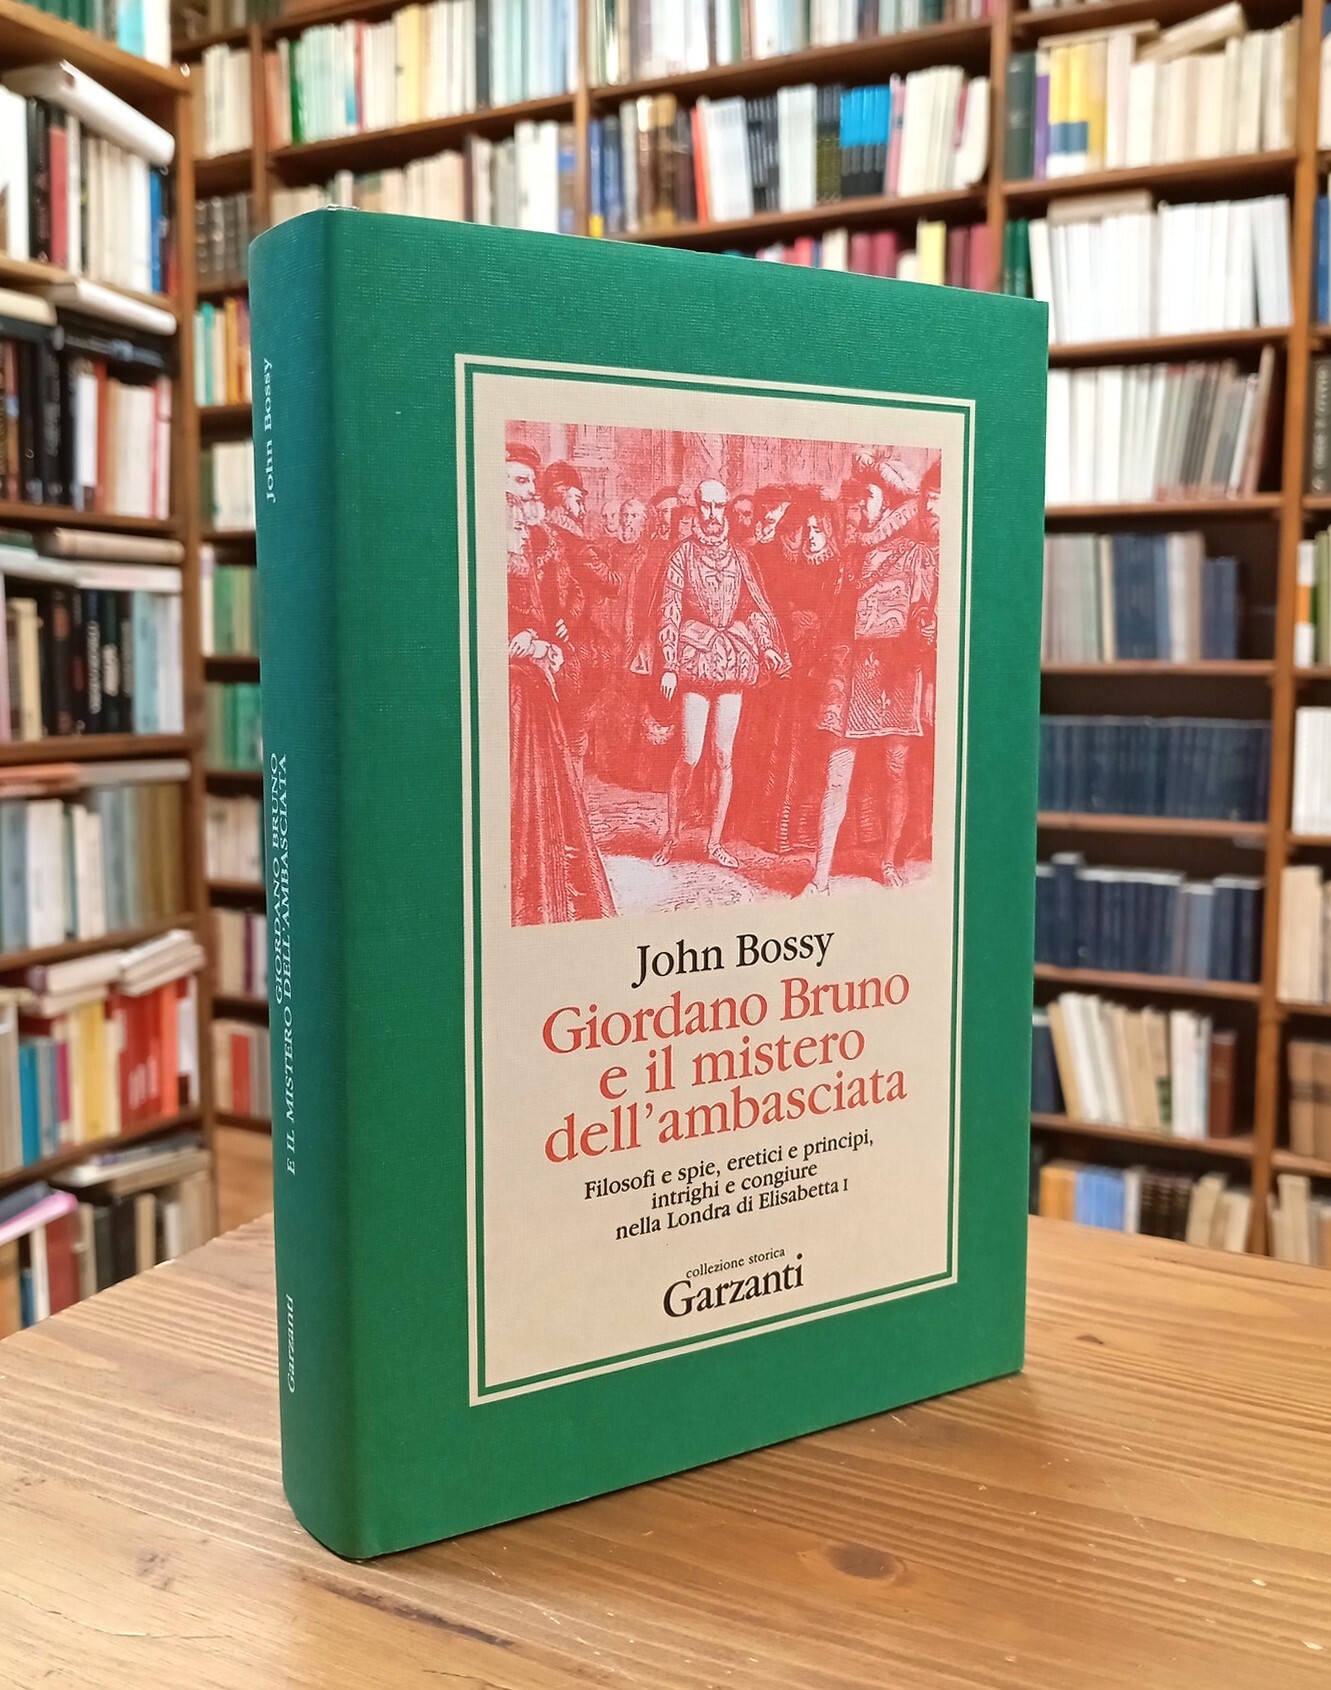 John Bossy
GIORDANO BRUNO
E IL MISTERO DELL'AMBASCIATA
Garzanti
John Bossy
Giordano Bruno
e il mistero
dell'ambasciata
Filosofi e spie, eretici e principi,
intrighi e congiure
nella Londra di Elisabetta I
collezione storica
Garzanti